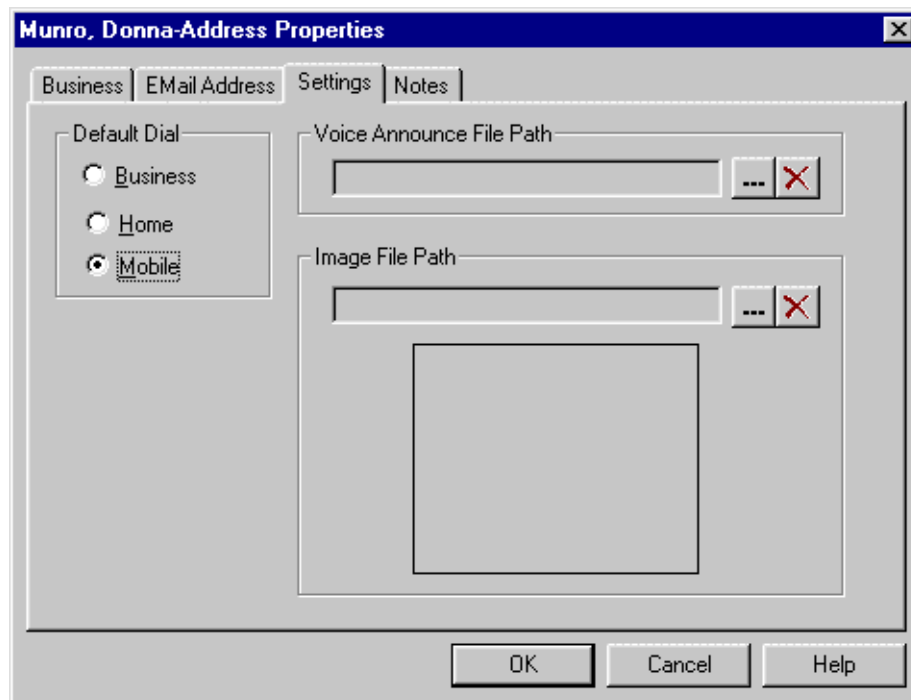 Munro, Donna-Address Properties
Business EMail Address Settings Notes
Default Dial
Business
Home
Mobile
Voice Announce File Path
...
Image File Path
...
OK Cancel Help